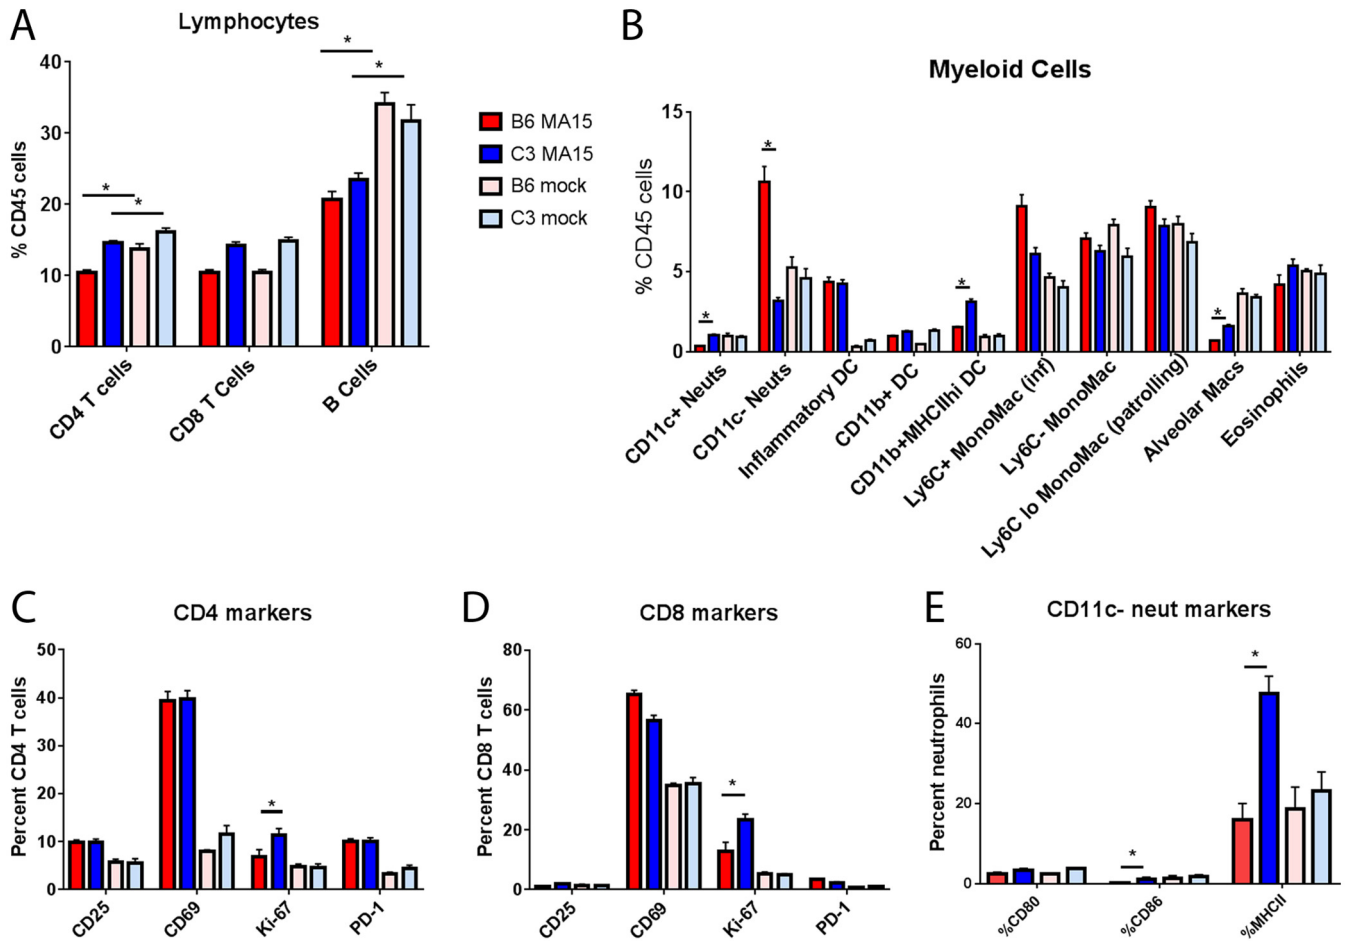 A
Lymphocytes
% CD45 cells
40
30
20
10
0
*
*
*
*
CD4 T cells
CD8 T Cells
B Cells
B6 MA15
C3 MA15
B6 mock
C3 mock
B
Myeloid Cells
% CD45 cells
15
10
5
0
*
*
*
*
CD11c+ Neuts
CD11c- Neuts
Inflammatory DC
CD11b+ DC
CD11b+MHCIIhi DC
Ly6C+ MonoMac (inf)
Ly6C- MonoMac
Ly6C lo MonoMac (patrolling)
Alveolar Macs
Eosinophils
C
CD4 markers
Percent CD4 T cells
50
40
30
20
10
0
*
CD25
CD69
Ki-67
PD-1
D
CD8 markers
Percent CD8 T cells
80
60
40
20
0
*
CD25
CD69
Ki-67
PD-1
E
CD11c- neut markers
Percent neutrophils
60
40
20
0
*
*
%CD80
%CD86
%MHCII